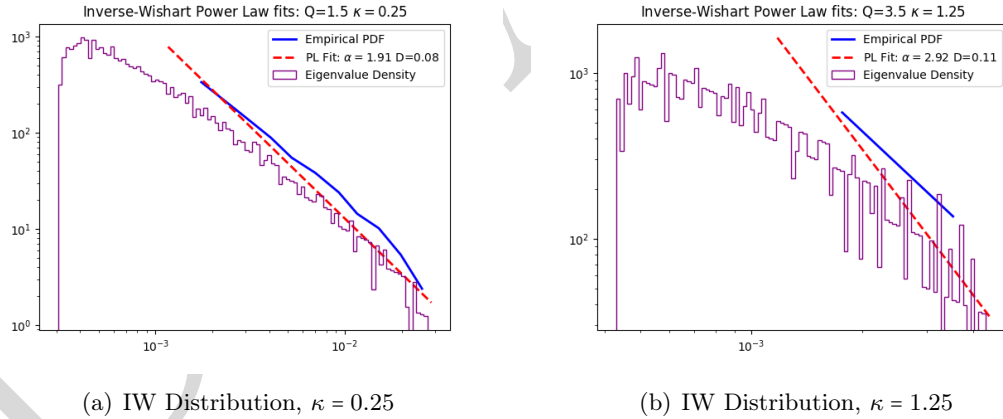 Inverse-Wishart Power Law fits: Q=1.5 κ = 0.25
Empirical PDF
PL Fit: α = 1.91 D=0.08
Eigenvalue Density
10³
10²
10¹
10⁰
10⁻³
10⁻²
(a) IW Distribution, κ = 0.25
Inverse-Wishart Power Law fits: Q=3.5 κ = 1.25
Empirical PDF
PL Fit: α = 2.92 D=0.11
Eigenvalue Density
10³
10²
10⁻³
(b) IW Distribution, κ = 1.25